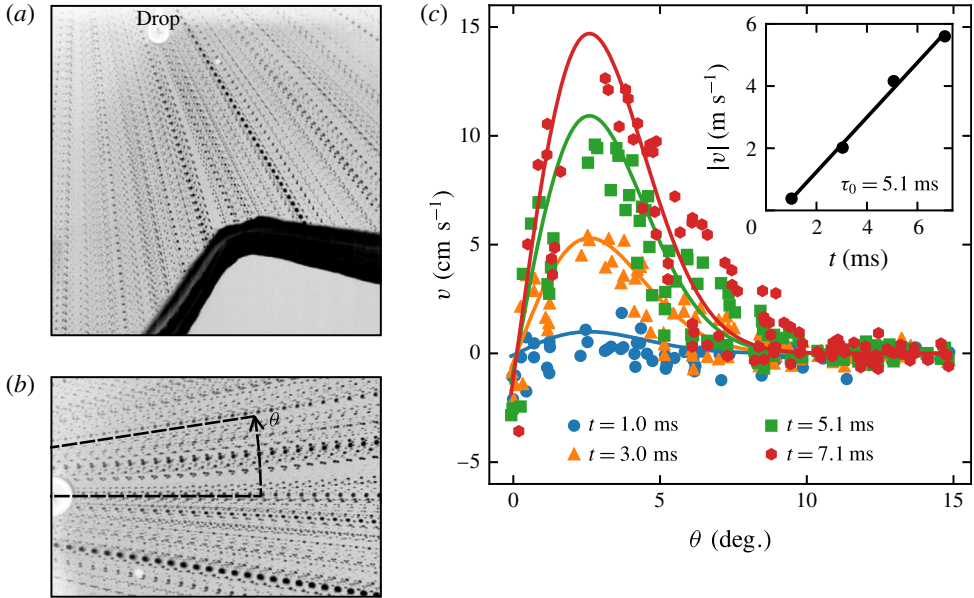 (a)
Drop
(b)
θ
(c)
v (cm s⁻¹)
15
10
5
0
−5
0
5
10
15
θ (deg.)
t = 1.0 ms
t = 3.0 ms
t = 5.1 ms
t = 7.1 ms
|v| (m s⁻¹)
6
4
2
0
0
2
4
6
t (ms)
τ₀ = 5.1 ms